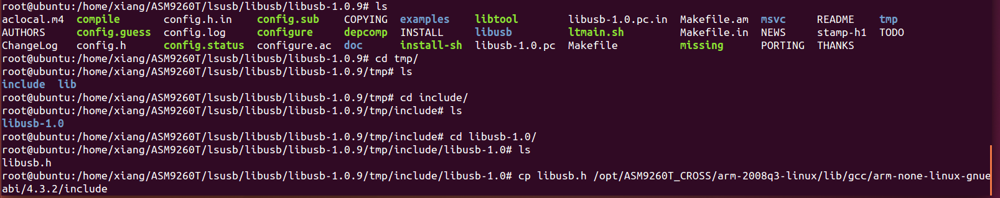 root@ubuntu:/home/xiang/ASM9260T/lsusb/libusb/libusb-1.0.9# ls
aclocal.m4  compile       config.h.in    config.sub    COPYING  examples    libtool        libusb-1.0.pc.in  Makefile.am  msvc     README    tmp
AUTHORS     config.guess  config.log     configure     depcomp  INSTALL     libusb         ltmain.sh         Makefile.in  NEWS     stamp-h1  TODO
ChangeLog   config.h      config.status  configure.ac  doc      install-sh  libusb-1.0.pc  Makefile          missing      PORTING  THANKS
root@ubuntu:/home/xiang/ASM9260T/lsusb/libusb/libusb-1.0.9# cd tmp/
root@ubuntu:/home/xiang/ASM9260T/lsusb/libusb/libusb-1.0.9/tmp# ls
include  lib
root@ubuntu:/home/xiang/ASM9260T/lsusb/libusb/libusb-1.0.9/tmp# cd include/
root@ubuntu:/home/xiang/ASM9260T/lsusb/libusb/libusb-1.0.9/tmp/include# ls
libusb-1.0
root@ubuntu:/home/xiang/ASM9260T/lsusb/libusb/libusb-1.0.9/tmp/include# cd libusb-1.0/
root@ubuntu:/home/xiang/ASM9260T/lsusb/libusb/libusb-1.0.9/tmp/include/libusb-1.0# ls
libusb.h
root@ubuntu:/home/xiang/ASM9260T/lsusb/libusb/libusb-1.0.9/tmp/include/libusb-1.0# cp libusb.h /opt/ASM9260T_CROSS/arm-2008q3-linux/lib/gcc/arm-none-linux-gnue
abi/4.3.2/include